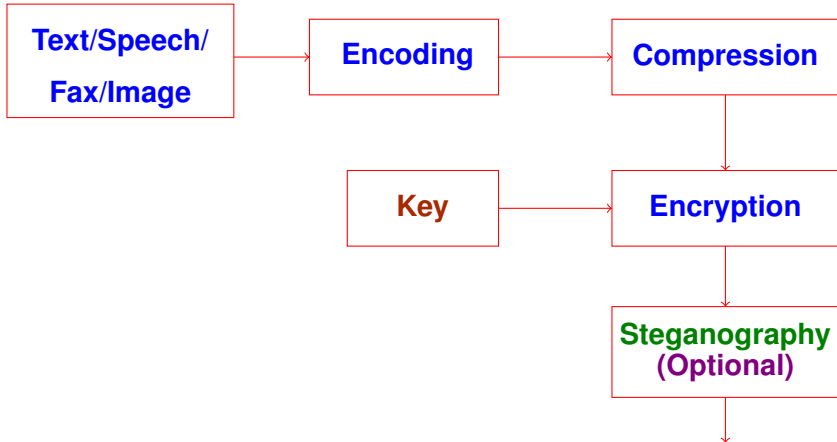 Text/Speech/
Fax/Image
Encoding
Compression
Key
Encryption
Steganography
(Optional)